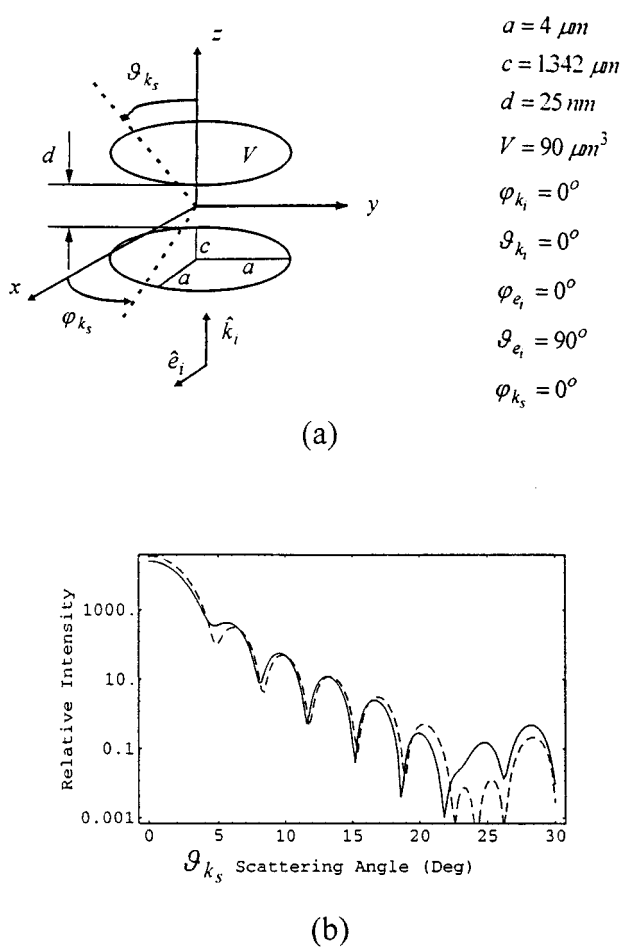 z
ϑ_{k_s}
d
V
y
c
a
a
x
φ_{k_s}
k̂_i
ê_i
a = 4 μm
c = 1.342 μm
d = 25 nm
V = 90 μm³
φ_{k_i} = 0°
ϑ_{k_i} = 0°
φ_{e_i} = 0°
ϑ_{e_i} = 90°
φ_{k_s} = 0°
(a)
Relative Intensity
1000.
10.
0.1
0.001
0 5 10 15 20 25 30
ϑ_{k_s} Scattering Angle (Deg)
(b)